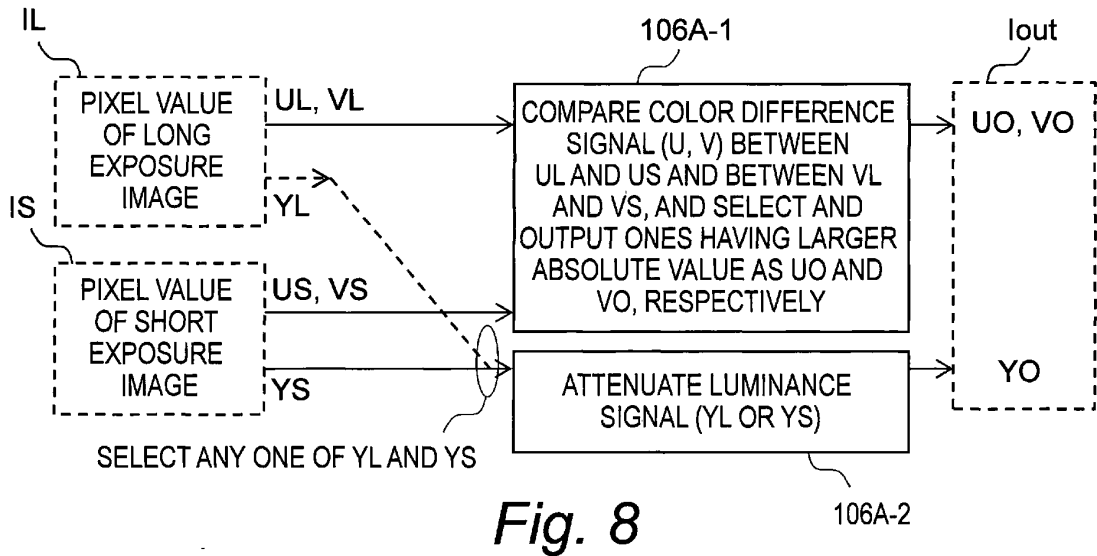 IL
106A-1
Iout
PIXEL VALUE
OF LONG
EXPOSURE
IMAGE
UL, VL
YL
COMPARE COLOR DIFFERENCE
SIGNAL (U, V) BETWEEN
UL AND US AND BETWEEN VL
AND VS, AND SELECT AND
OUTPUT ONES HAVING LARGER
ABSOLUTE VALUE AS UO AND
VO, RESPECTIVELY
UO, VO
IS
PIXEL VALUE
OF SHORT
EXPOSURE
IMAGE
US, VS
YS
ATTENUATE LUMINANCE
SIGNAL (YL OR YS)
YO
SELECT ANY ONE OF YL AND YS
106A-2
Fig. 8